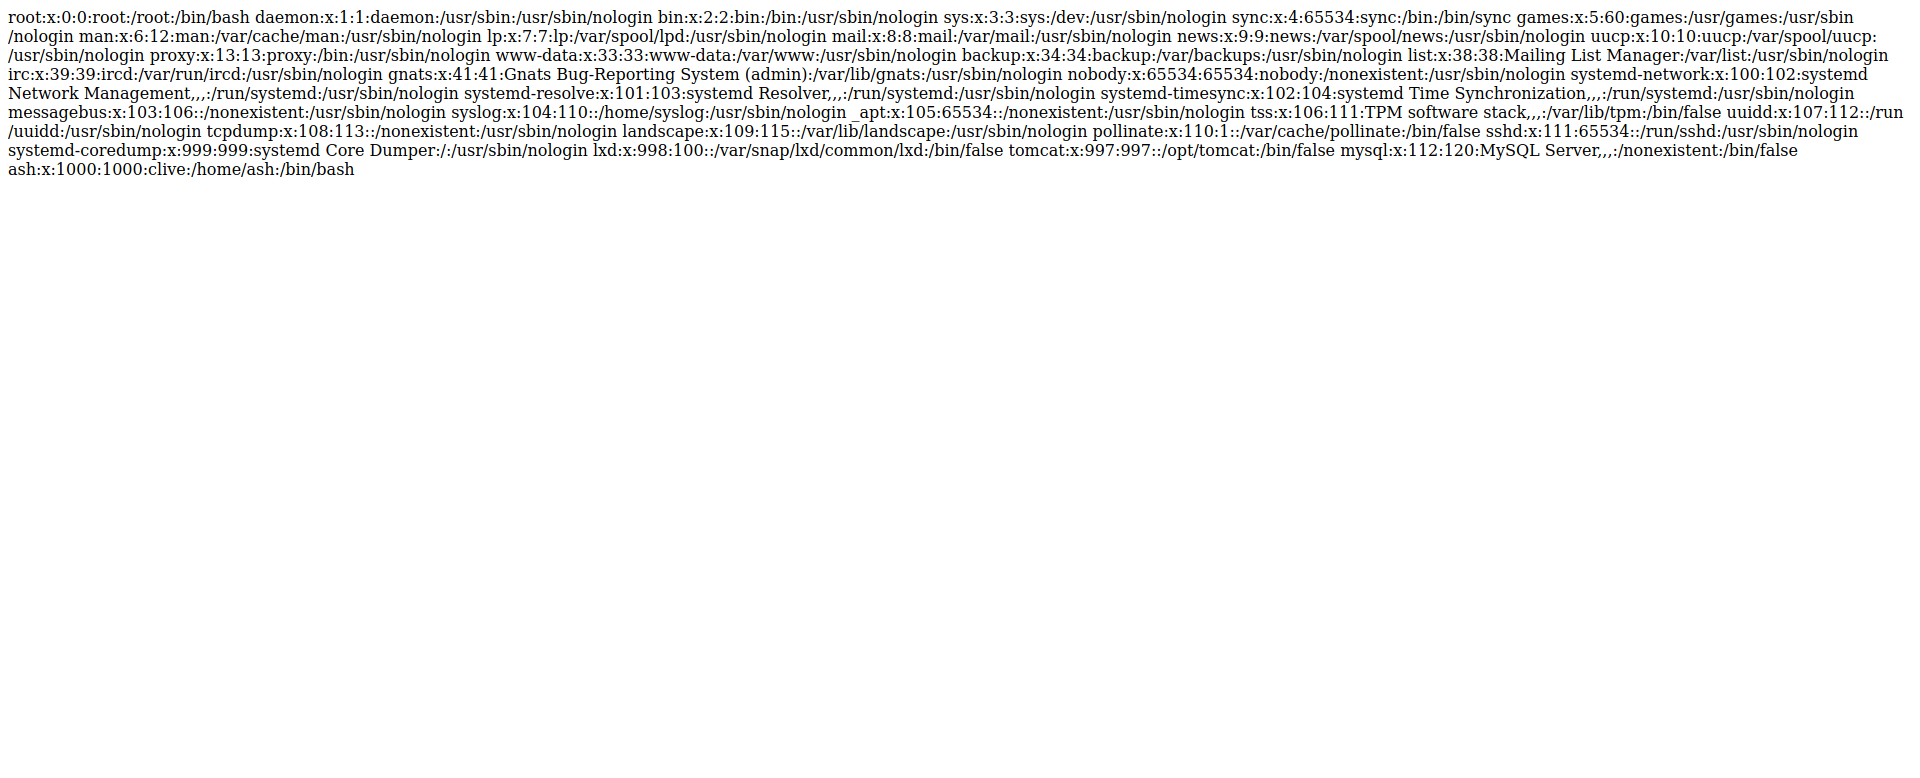 root:x:0:0:root:/root:/bin/bash daemon:x:1:1:daemon:/usr/sbin:/usr/sbin/nologin bin:x:2:2:bin:/bin:/usr/sbin/nologin sys:x:3:3:sys:/dev:/usr/sbin/nologin sync:x:4:65534:sync:/bin:/bin/sync games:x:5:60:games:/usr/games:/usr/sbin
/nologin man:x:6:12:man:/var/cache/man:/usr/sbin/nologin lp:x:7:7:lp:/var/spool/lpd:/usr/sbin/nologin mail:x:8:8:mail:/var/mail:/usr/sbin/nologin news:x:9:9:news:/var/spool/news:/usr/sbin/nologin uucp:x:10:10:uucp:/var/spool/uucp:
/usr/sbin/nologin proxy:x:13:13:proxy:/bin:/usr/sbin/nologin www-data:x:33:33:www-data:/var/www:/usr/sbin/nologin backup:x:34:34:backup:/var/backups:/usr/sbin/nologin list:x:38:38:Mailing List Manager:/var/list:/usr/sbin/nologin
irc:x:39:39:ircd:/var/run/ircd:/usr/sbin/nologin gnats:x:41:41:Gnats Bug-Reporting System (admin):/var/lib/gnats:/usr/sbin/nologin nobody:x:65534:65534:nobody:/nonexistent:/usr/sbin/nologin systemd-network:x:100:102:systemd
Network Management,,,:/run/systemd:/usr/sbin/nologin systemd-resolve:x:101:103:systemd Resolver,,,:/run/systemd:/usr/sbin/nologin systemd-timesync:x:102:104:systemd Time Synchronization,,,:/run/systemd:/usr/sbin/nologin
messagebus:x:103:106::/nonexistent:/usr/sbin/nologin syslog:x:104:110::/home/syslog:/usr/sbin/nologin _apt:x:105:65534::/nonexistent:/usr/sbin/nologin tss:x:106:111:TPM software stack,,,:/var/lib/tpm:/bin/false uuidd:x:107:112::/run
/uuidd:/usr/sbin/nologin tcpdump:x:108:113::/nonexistent:/usr/sbin/nologin landscape:x:109:115::/var/lib/landscape:/usr/sbin/nologin pollinate:x:110:1::/var/cache/pollinate:/bin/false sshd:x:111:65534::/run/sshd:/usr/sbin/nologin
systemd-coredump:x:999:999:systemd Core Dumper:/:/usr/sbin/nologin lxd:x:998:100::/var/snap/lxd/common/lxd:/bin/false tomcat:x:997:997::/opt/tomcat:/bin/false mysql:x:112:120:MySQL Server,,,:/nonexistent:/bin/false
ash:x:1000:1000:clive:/home/ash:/bin/bash